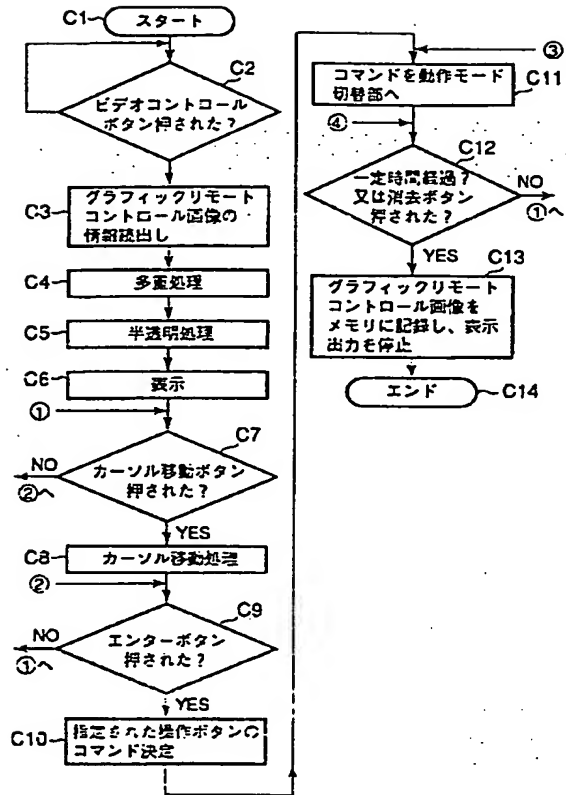 C1
スタート
C2
ビデオコントロール
ボタン押された？
C3
グラフィックリモート
コントロール画像の
情報読出し
C4
多重処理
C5
半透明処理
C6
表示
①
C7
NO
②へ
カーソル移動ボタン
押された？
YES
C8
カーソル移動処理
②
C9
NO
①へ
エンターボタン
押された？
YES
C10
指定された操作ボタンの
コマンド決定
③
コマンドを動作モード
切替部へ
C11
④
C12
一定時間経過？
又は消去ボタン
押された？
NO
①へ
YES
C13
グラフィックリモート
コントロール画像を
メモリに記録し、表示
出力を停止
エンド
C14